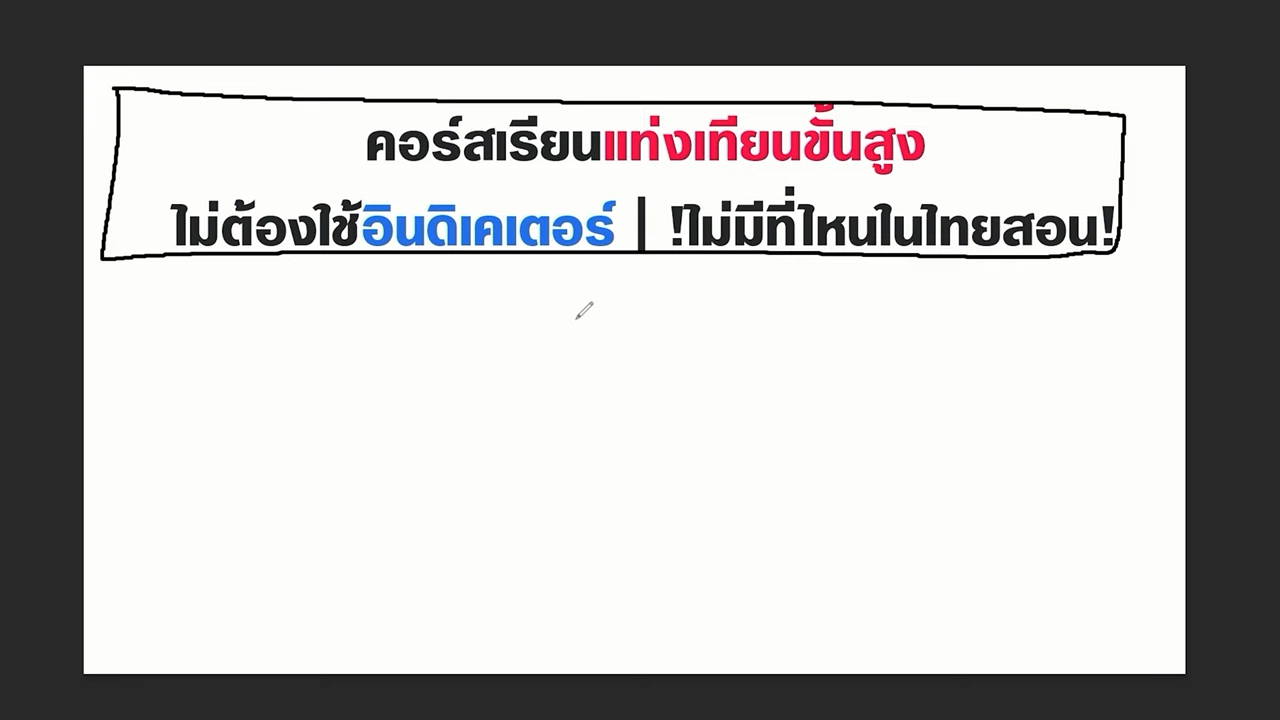 คอร์สเรียนแท่งเทียนขั้นสูง
ไม่ต้องใช้อินดิเคเตอร์ | !ไม่มีที่ไหนในไทยสอน!